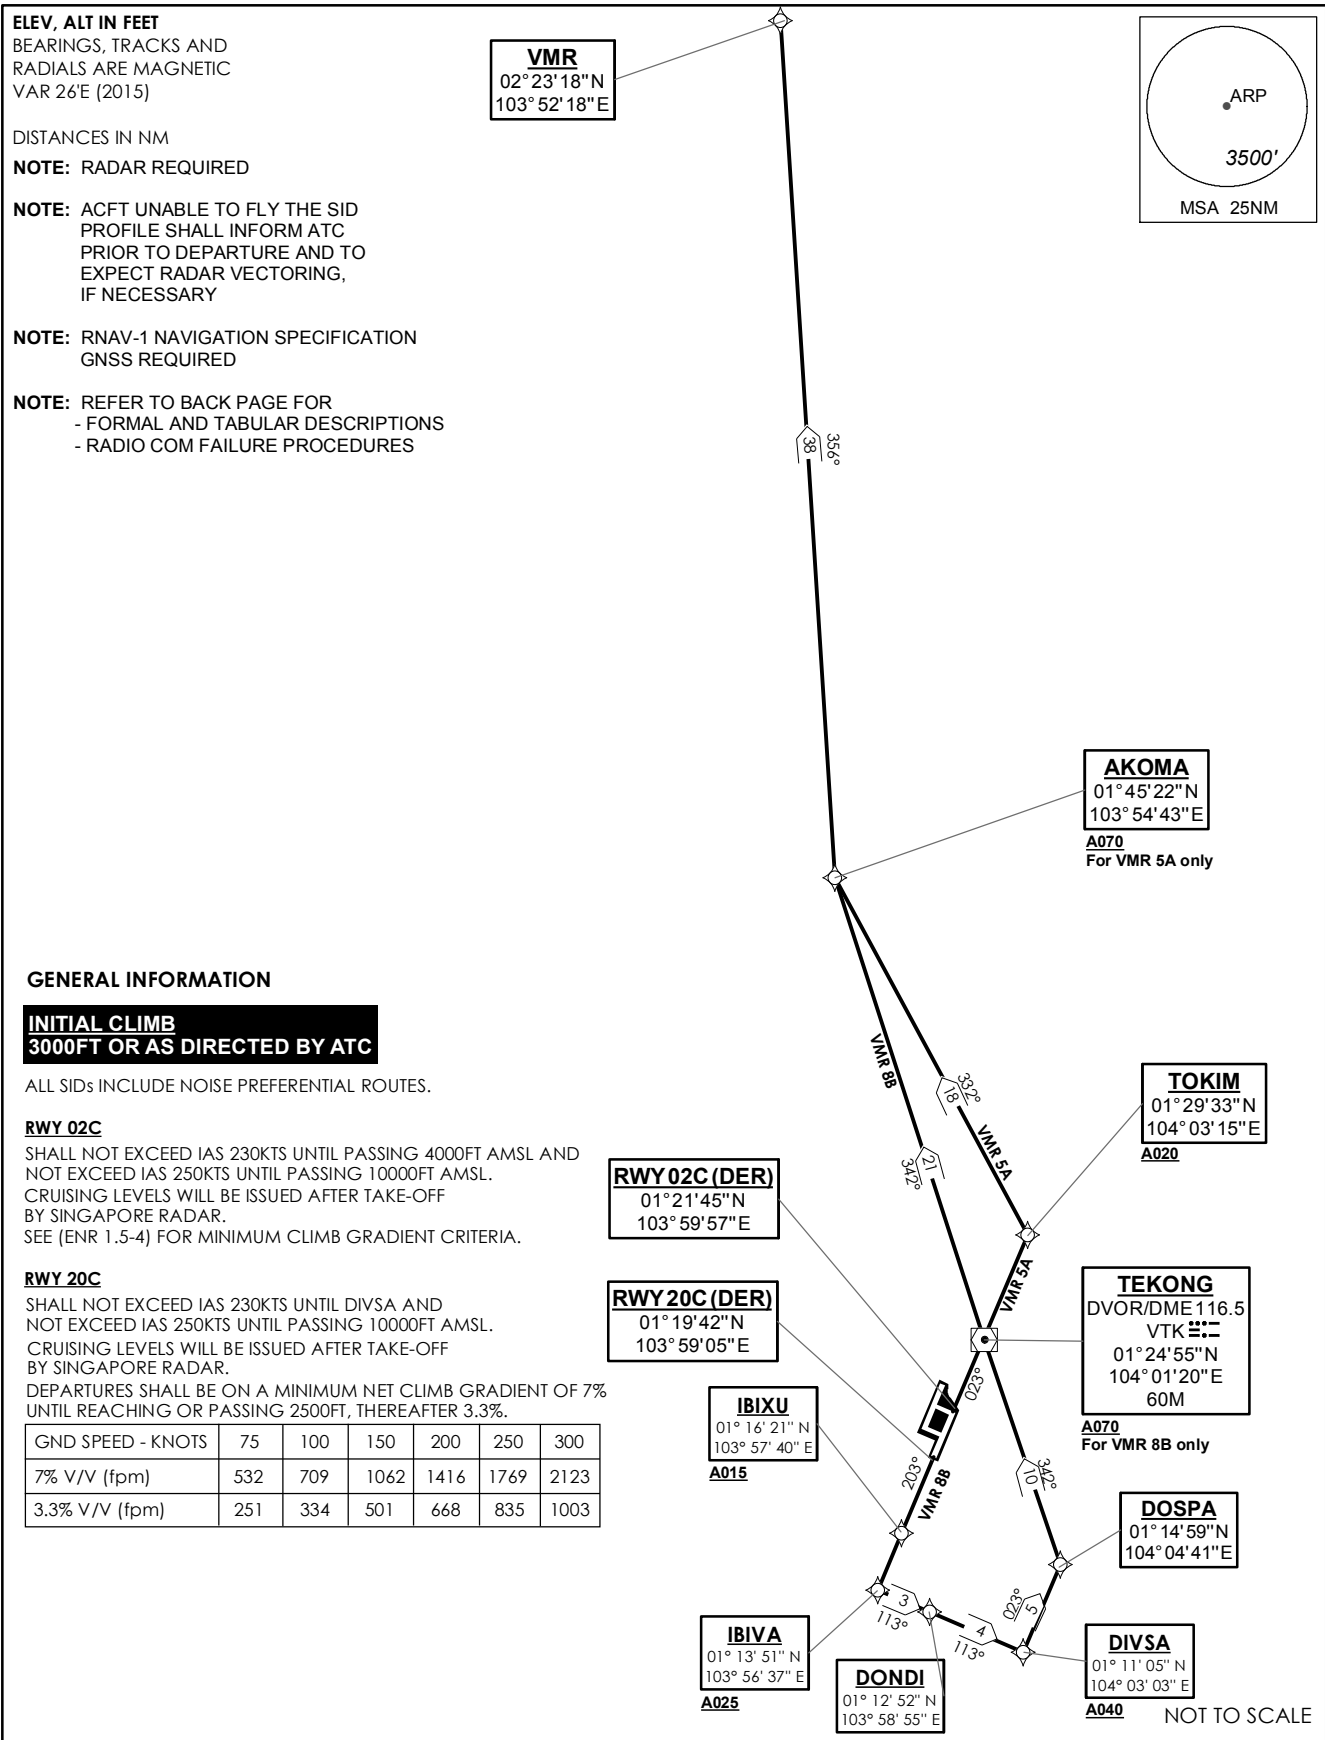 ELEV, ALT IN FEET
BEARINGS, TRACKS AND
RADIALS ARE MAGNETIC
VAR 26'E (2015)
DISTANCES IN NM
NOTE: RADAR REQUIRED
NOTE: ACFT UNABLE TO FLY THE SID
PROFILE SHALL INFORM ATC
PRIOR TO DEPARTURE AND TO
EXPECT RADAR VECTORING,
IF NECESSARY
NOTE: RNAV-1 NAVIGATION SPECIFICATION
GNSS REQUIRED
NOTE: REFER TO BACK PAGE FOR
- FORMAL AND TABULAR DESCRIPTIONS
- RADIO COM FAILURE PROCEDURES
VMR
02°23'18"N
103°52'18"E
ARP
3500'
MSA 25NM
38
356°
AKOMA
01°45'22"N
103°54'43"E
A070
For VMR 5A only
GENERAL INFORMATION
INITIAL CLIMB
3000FT OR AS DIRECTED BY ATC
ALL SIDs INCLUDE NOISE PREFERENTIAL ROUTES.
RWY 02C
SHALL NOT EXCEED IAS 230KTS UNTIL PASSING 4000FT AMSL AND
NOT EXCEED IAS 250KTS UNTIL PASSING 10000FT AMSL.
CRUISING LEVELS WILL BE ISSUED AFTER TAKE-OFF
BY SINGAPORE RADAR.
SEE (ENR 1.5-4) FOR MINIMUM CLIMB GRADIENT CRITERIA.
RWY 20C
SHALL NOT EXCEED IAS 230KTS UNTIL DIVSA AND
NOT EXCEED IAS 250KTS UNTIL PASSING 10000FT AMSL.
CRUISING LEVELS WILL BE ISSUED AFTER TAKE-OFF
BY SINGAPORE RADAR.
DEPARTURES SHALL BE ON A MINIMUM NET CLIMB GRADIENT OF 7%
UNTIL REACHING OR PASSING 2500FT, THEREAFTER 3.3%.
GND SPEED - KNOTS 75 100 150 200 250 300
7% V/V (fpm) 532 709 1062 1416 1769 2123
3.3% V/V (fpm) 251 334 501 668 835 1003
VMR 8B
21
342°
18
332°
VMR 5A
TOKIM
01°29'33"N
104°03'15"E
A020
RWY 02C (DER)
01°21'45"N
103°59'57"E
RWY 20C (DER)
01°19'42"N
103°59'05"E
VMR 5A
TEKONG
DVOR/DME 116.5
VTK
01°24'55"N
104°01'20"E
60M
A070
For VMR 8B only
023°
IBIXU
01° 16' 21" N
103° 57' 40" E
A015
203°
VMR 8B
10
342°
DOSPA
01°14'59"N
104°04'41"E
3
113°
4
113°
023°
5
IBIVA
01° 13' 51" N
103° 56' 37" E
A025
DONDI
01° 12' 52" N
103° 58' 55" E
DIVSA
01° 11' 05" N
104° 03' 03" E
A040
NOT TO SCALE